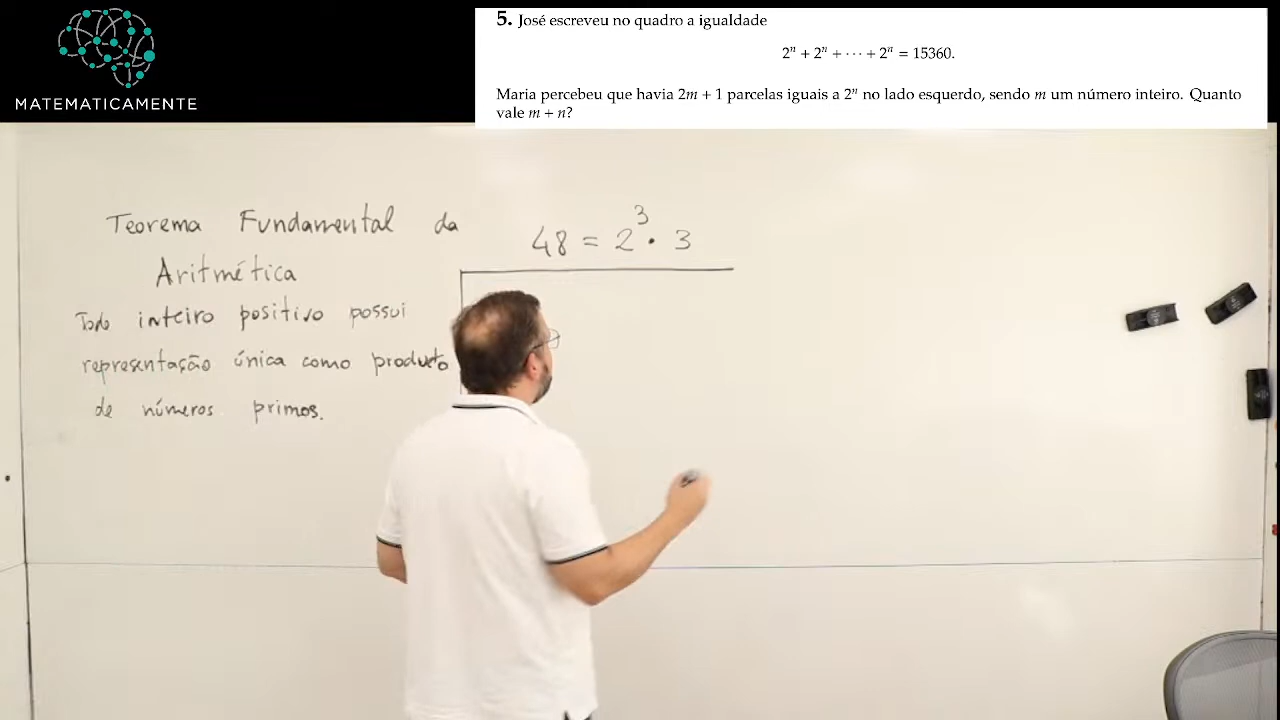 MATEMATICAMENTE
5. José escreveu no quadro a igualdade
2ⁿ + 2ⁿ + ··· + 2ⁿ = 15360.
Maria percebeu que havia 2m + 1 parcelas iguais a 2ⁿ no lado esquerdo, sendo m um número inteiro. Quanto
vale m + n?
Teorema Fundamental da
Aritmética
Todo inteiro positivo possui
representação única como produto
de números primos.
48 = 2³ · 3